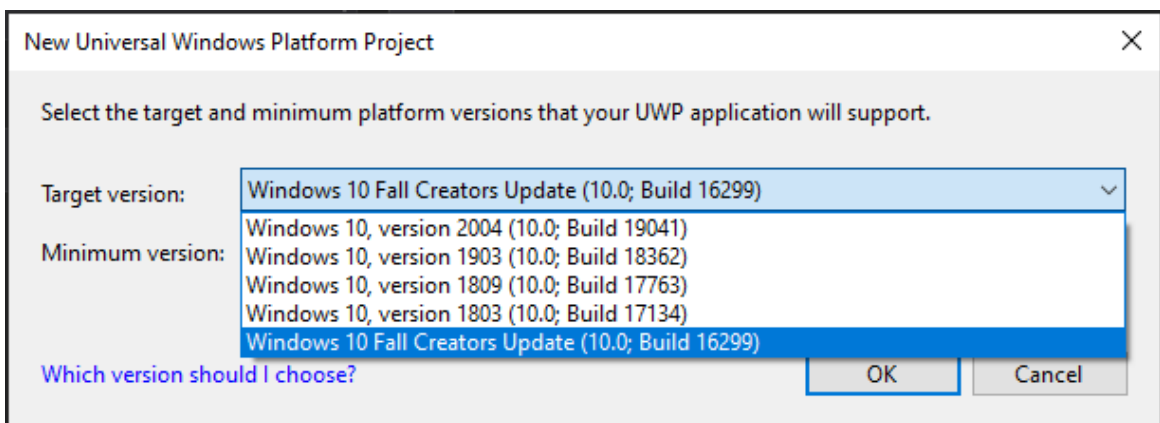 New Universal Windows Platform Project
Select the target and minimum platform versions that your UWP application will support.
Target version: Windows 10 Fall Creators Update (10.0; Build 16299)
Windows 10, version 2004 (10.0; Build 19041)
Minimum version: Windows 10, version 1903 (10.0; Build 18362)
Windows 10, version 1809 (10.0; Build 17763)
Windows 10, version 1803 (10.0; Build 17134)
Windows 10 Fall Creators Update (10.0; Build 16299)
Which version should I choose? OK Cancel